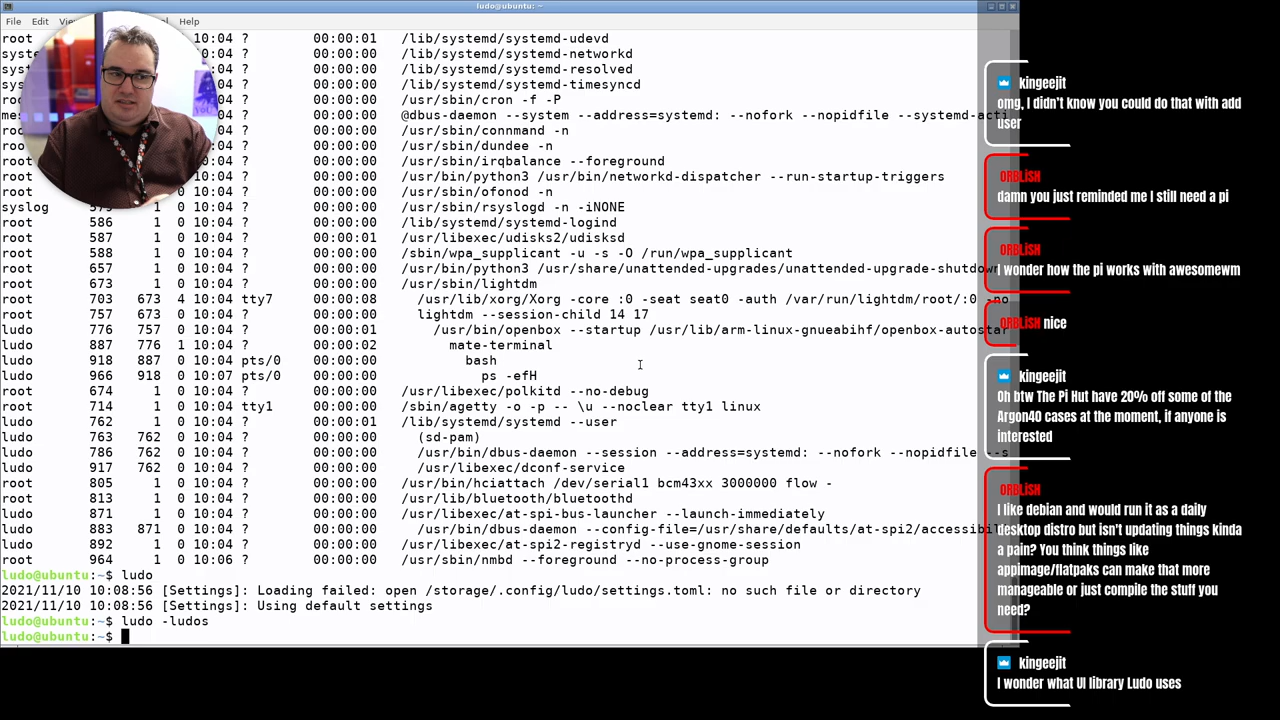 ludo@ubuntu: ~
File Edit Vi Help
root 10:04 ? 00:00:01 /lib/systemd/systemd-udevd
syste 10:04 ? 00:00:00 /lib/systemd/systemd-networkd
sys 10:04 ? 00:00:00 /lib/systemd/systemd-resolved
sy 10:04 ? 00:00:00 /lib/systemd/systemd-timesyncd
ro 10:04 ? 00:00:00 /usr/sbin/cron -f -P
me 10:04 ? 00:00:00 @dbus-daemon --system --address=systemd: --nofork --nopidfile --systemd-acti
ro 10:04 ? 00:00:00 /usr/sbin/connmand -n
ro 10:04 ? 00:00:00 /usr/sbin/dundee -n
ro 10:04 ? 00:00:00 /usr/sbin/irqbalance --foreground
root 10:04 ? 00:00:00 /usr/bin/python3 /usr/bin/networkd-dispatcher --run-startup-triggers
root 0 10:04 ? 00:00:00 /usr/sbin/ofonod -n
syslog 1 0 10:04 ? 00:00:00 /usr/sbin/rsyslogd -n -iNONE
root 586 1 0 10:04 ? 00:00:00 /lib/systemd/systemd-logind
root 587 1 0 10:04 ? 00:00:01 /usr/libexec/udisks2/udisksd
root 588 1 0 10:04 ? 00:00:00 /sbin/wpa_supplicant -u -s -O /run/wpa_supplicant
root 657 1 0 10:04 ? 00:00:00 /usr/bin/python3 /usr/share/unattended-upgrades/unattended-upgrade-shutdow
root 673 1 0 10:04 ? 00:00:00 /usr/sbin/lightdm
root 703 673 4 10:04 tty7 00:00:08 /usr/lib/xorg/Xorg -core :0 -seat seat0 -auth /var/run/lightdm/root/:0 -no
root 757 673 0 10:04 ? 00:00:00 lightdm --session-child 14 17
ludo 776 757 0 10:04 ? 00:00:01 /usr/bin/openbox --startup /usr/lib/arm-linux-gnueabihf/openbox-autostar
ludo 887 776 1 10:04 ? 00:00:02 mate-terminal
ludo 918 887 0 10:04 pts/0 00:00:00 bash
ludo 966 918 0 10:07 pts/0 00:00:00 ps -efH
root 674 1 0 10:04 ? 00:00:00 /usr/libexec/polkitd --no-debug
root 714 1 0 10:04 tty1 00:00:00 /sbin/agetty -o -p -- \u --noclear tty1 linux
ludo 762 1 0 10:04 ? 00:00:01 /lib/systemd/systemd --user
ludo 763 762 0 10:04 ? 00:00:00 (sd-pam)
ludo 786 762 0 10:04 ? 00:00:00 /usr/bin/dbus-daemon --session --address=systemd: --nofork --nopidfile --s
ludo 917 762 0 10:04 ? 00:00:00 /usr/libexec/dconf-service
root 805 1 0 10:04 ? 00:00:00 /usr/bin/hciattach /dev/serial1 bcm43xx 3000000 flow -
root 813 1 0 10:04 ? 00:00:00 /usr/lib/bluetooth/bluetoothd
ludo 871 1 0 10:04 ? 00:00:00 /usr/libexec/at-spi-bus-launcher --launch-immediately
ludo 883 871 0 10:04 ? 00:00:00 /usr/bin/dbus-daemon --config-file=/usr/share/defaults/at-spi2/accessibil
ludo 892 1 0 10:04 ? 00:00:00 /usr/libexec/at-spi2-registryd --use-gnome-session
root 964 1 0 10:06 ? 00:00:00 /usr/sbin/nmbd --foreground --no-process-group
ludo@ubuntu:~$ ludo
2021/11/10 10:08:56 [Settings]: Loading failed: open /storage/.config/ludo/settings.toml: no such file or directory
2021/11/10 10:08:56 [Settings]: Using default settings
ludo@ubuntu:~$ ludo -ludos
ludo@ubuntu:~$
kingeejit
omg, I didn't know you could do that with add
user
ORBLISH
damn you just reminded me I still need a pi
ORBLISH
I wonder how the pi works with awesomewm
ORBLISH nice
kingeejit
Oh btw The Pi Hut have 20% off some of the
Argon40 cases at the moment, if anyone is
interested
ORBLISH
I like debian and would run it as a daily
desktop distro but isn't updating things kinda
a pain? You think things like
appimage/flatpaks can make that more
manageable or just compile the stuff you
need?
kingeejit
I wonder what UI library Ludo uses